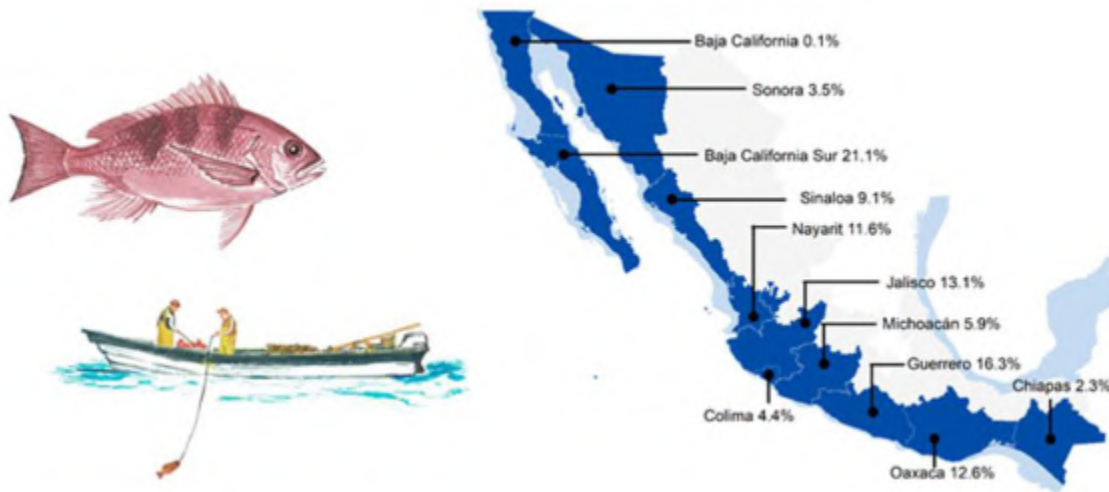 Baja California 0.1%
Sonora 3.5%
Baja California Sur 21.1%
Sinaloa 9.1%
Nayarit 11.6%
Jalisco 13.1%
Michoacán 5.9%
Guerrero 16.3%
Chiapas 2.3%
Colima 4.4%
Oaxaca 12.6%